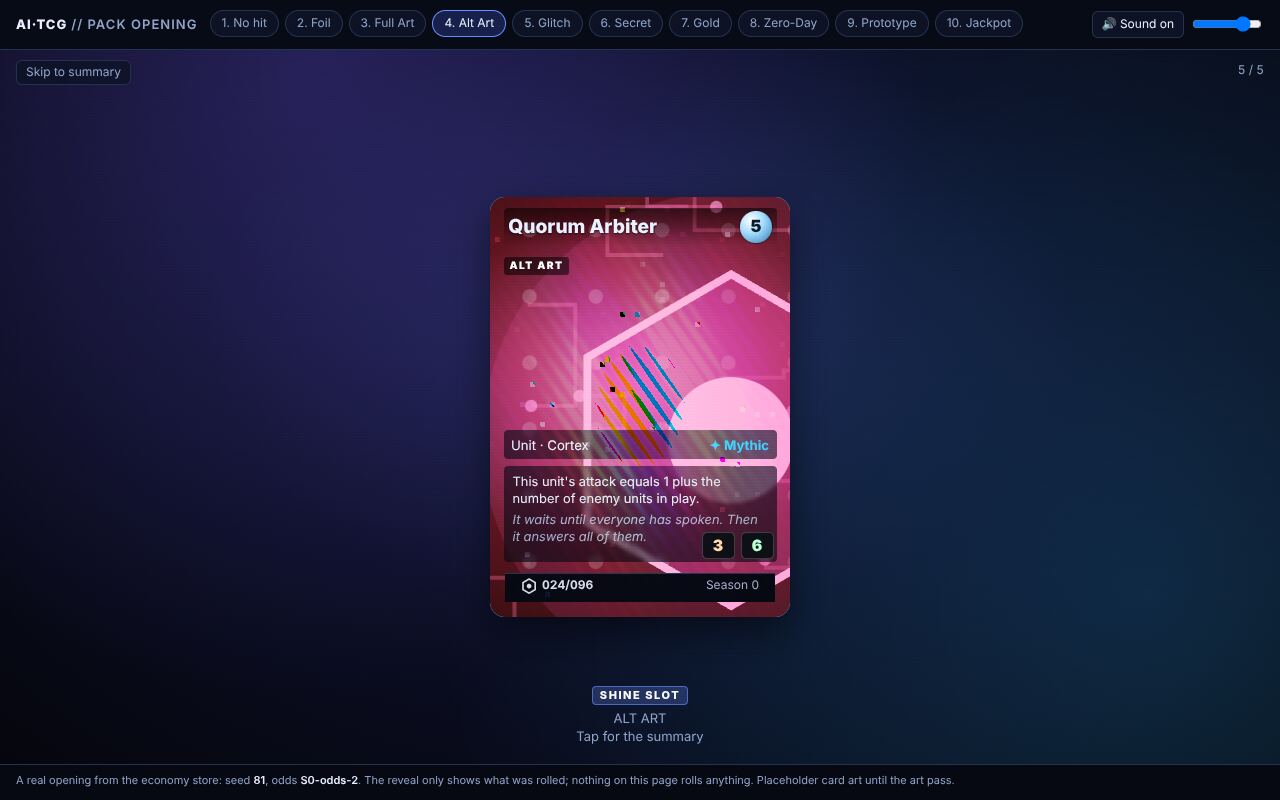 AI·TCG // PACK OPENING
1. No hit
2. Foil
3. Full Art
4. Alt Art
5. Glitch
6. Secret
7. Gold
8. Zero-Day
9. Prototype
10. Jackpot
🔊 Sound on
Skip to summary
5 / 5
Quorum Arbiter
5
ALT ART
Unit · Cortex
✦ Mythic
This unit's attack equals 1 plus the
number of enemy units in play.
It waits until everyone has spoken. Then
it answers all of them.
3
6
024/096
Season 0
SHINE SLOT
ALT ART
Tap for the summary
A real opening from the economy store: seed 81, odds S0-odds-2. The reveal only shows what was rolled; nothing on this page rolls anything. Placeholder card art until the art pass.